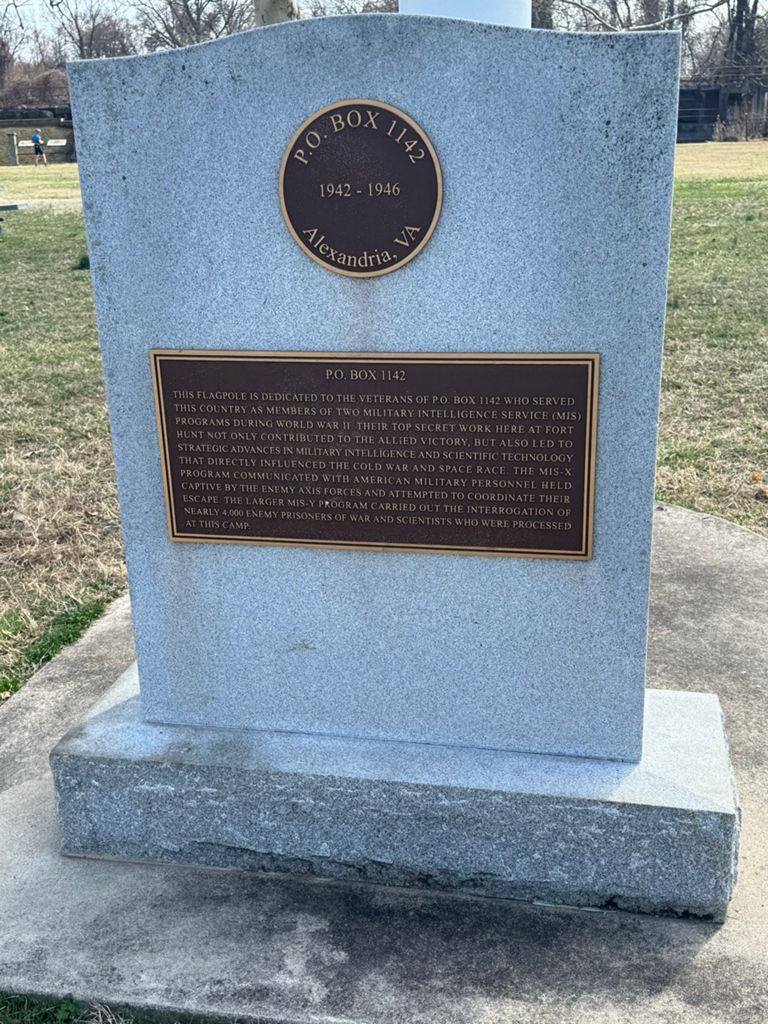 P.O. BOX 1142
1942 - 1946
Alexandria, VA
P.O. BOX 1142
THIS FLAGPOLE IS DEDICATED TO THE VETERANS OF P.O. BOX 1142 WHO SERVED
THIS COUNTRY AS MEMBERS OF TWO MILITARY INTELLIGENCE SERVICE (MIS)
PROGRAMS DURING WORLD WAR II. THEIR TOP SECRET WORK HERE AT FORT
HUNT NOT ONLY CONTRIBUTED TO THE ALLIED VICTORY, BUT ALSO LED TO
STRATEGIC ADVANCES IN MILITARY INTELLIGENCE AND SCIENTIFIC TECHNOLOGY
THAT DIRECTLY INFLUENCED THE COLD WAR AND SPACE RACE. THE MIS-X
PROGRAM COMMUNICATED WITH AMERICAN MILITARY PERSONNEL HELD
CAPTIVE BY THE ENEMY AXIS FORCES AND ATTEMPTED TO COORDINATE THEIR
ESCAPE. THE LARGER MIS-Y PROGRAM CARRIED OUT THE INTERROGATION OF
NEARLY 4,000 ENEMY PRISONERS OF WAR AND SCIENTISTS WHO WERE PROCESSED
AT THIS CAMP.